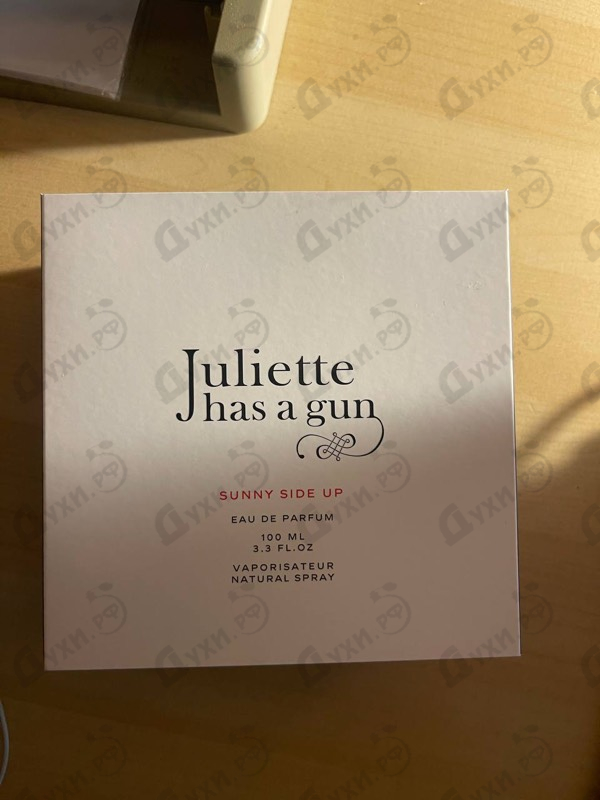 Juliette
has a gun
SUNNY SIDE UP
EAU DE PARFUM
100 ML
3.3 FL.OZ
VAPORISATEUR
NATURAL SPRAY
Духи.рф